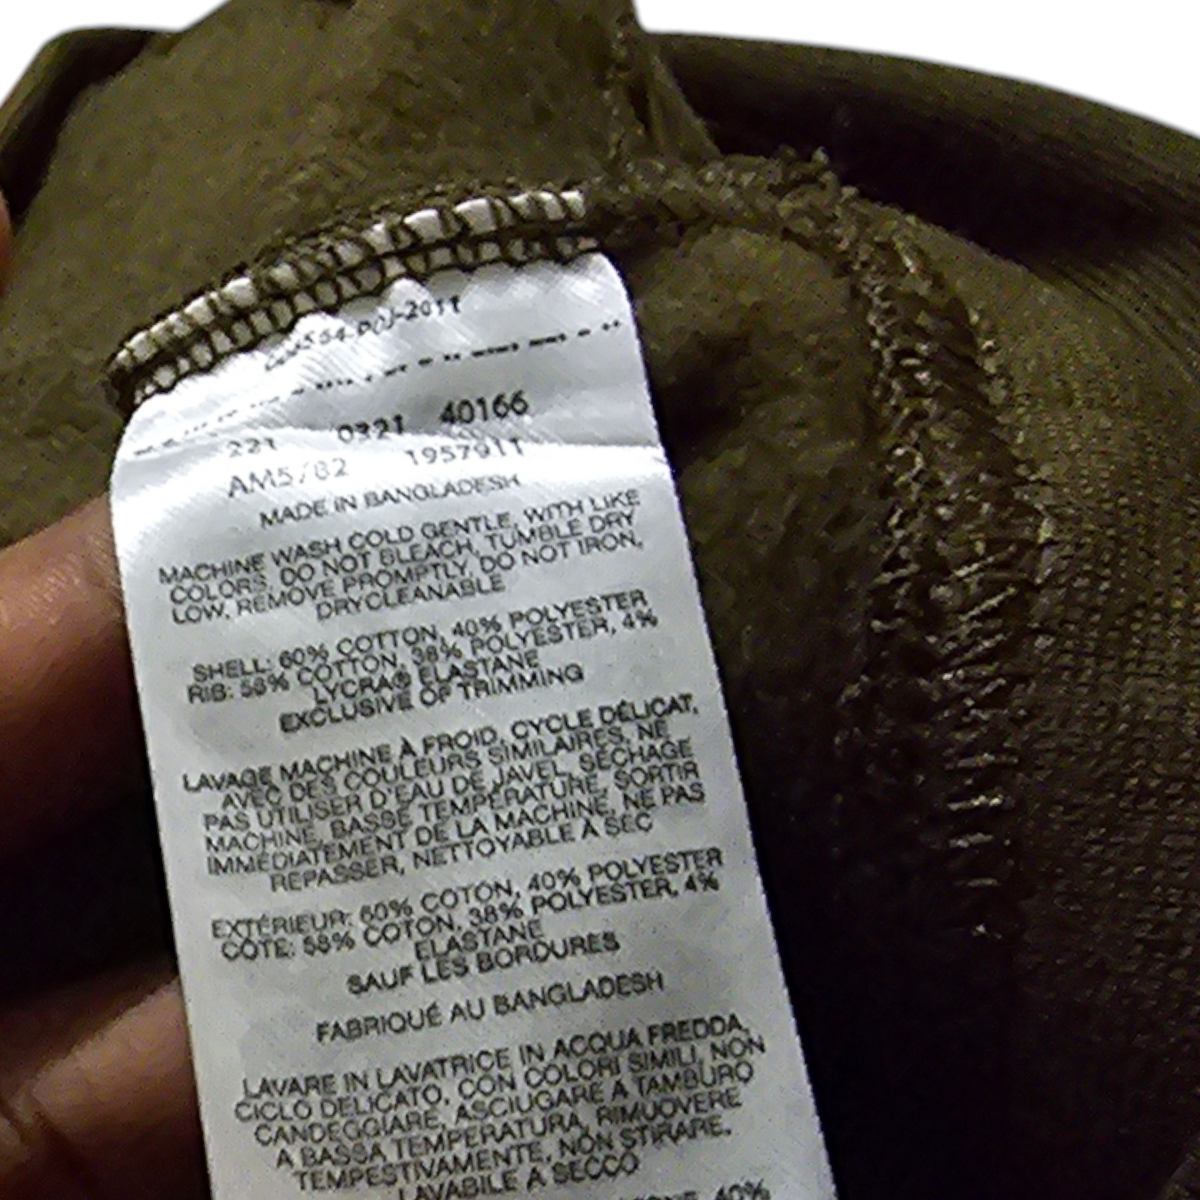 221 0321 40166
1957911
MADE IN BANGLADESH
MACHINE WASH COLD GENTLE, WITH LIKE
COLORS, DO NOT BLEACH, TUMBLE DRY
LOW, REMOVE PROMPTLY, DO NOT IRON,
DRYCLEANABLE
SHELL: 60% COTTON, 40% POLYESTER
RIB: 58% COTTON, 38% POLYESTER, 4%
LYCRA® ELASTANE
EXCLUSIVE OF TRIMMING
LAVAGE MACHINE À FROID, CYCLE DÉLICAT,
AVEC DES COULEURS SIMILAIRES, NE
PAS UTILISER D'EAU DE JAVEL, SÉCHAGE
MACHINE, BASSE TEMPÉRATURE, SORTIR
IMMÉDIATEMENT DE LA MACHINE, NE PAS
REPASSER, NETTOYABLE À SEC
EXTÉRIEUR: 60% COTON, 40% POLYESTER
CÔTE: 58% COTON, 38% POLYESTER, 4%
ELASTANE
SAUF LES BORDURES
FABRIQUÉ AU BANGLADESH
LAVARE IN LAVATRICE IN ACQUA FREDDA,
CICLO DELICATO, CON COLORI SIMILI, NON
CANDEGGIARE, ASCIUGARE A TAMBURO
A BASSA TEMPERATURA, RIMUOVERE
TEMPESTIVAMENTE, NON STIRARE,
LAVABILE A SECCO
40%